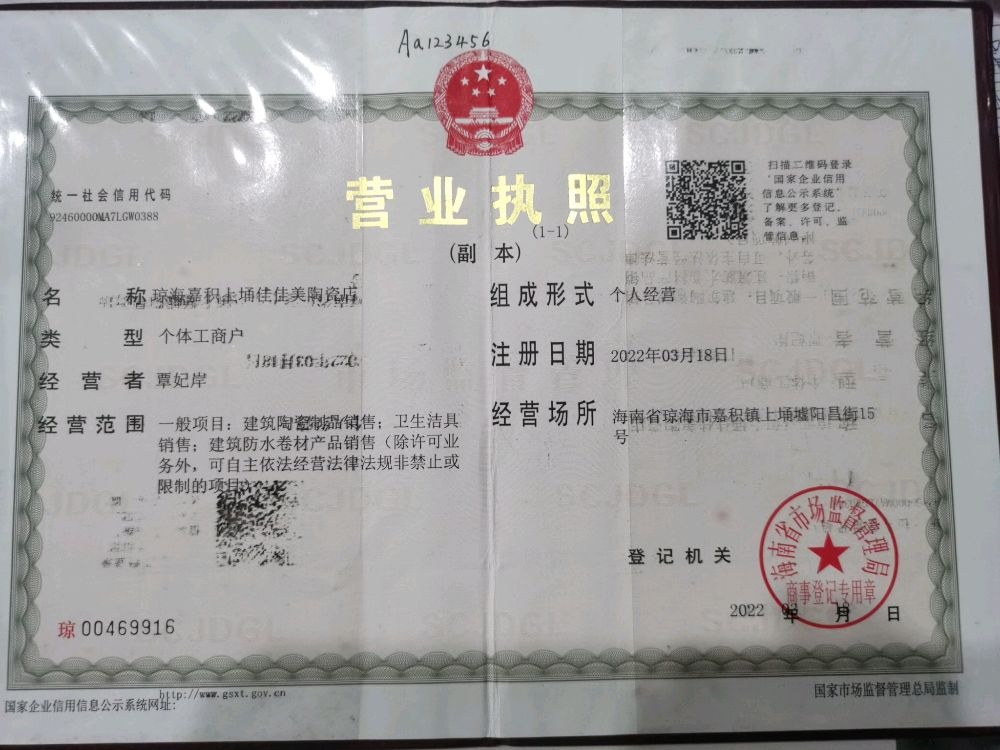 Aa123456
统一社会信用代码
92460000MA7LGW0388
营业执照
(副 本)
(1-1)
扫描二维码登录
‘国家企业信用
信息公示系统’
了解更多登记、
备案、许可、监
管信息。
名 称 琼海嘉积上埇佳佳美陶瓷店
类 型 个体工商户
经营者 覃妃岸
经营范围 一般项目：建筑陶瓷制品销售；卫生洁具
销售；建筑防水卷材产品销售（除许可业
务外，可自主依法经营法律法规非禁止或
限制的项目）
组成形式 个人经营
注册日期 2022年03月18日
经营场所 海南省琼海市嘉积镇上埇墟阳昌街15
号
登记机关
海南省市场监督管理局
商事登记专用章
2022 年 月 日
琼00469916
国家企业信用信息公示系统网址：http://www.gsxt.gov.cn
国家市场监督管理总局监制